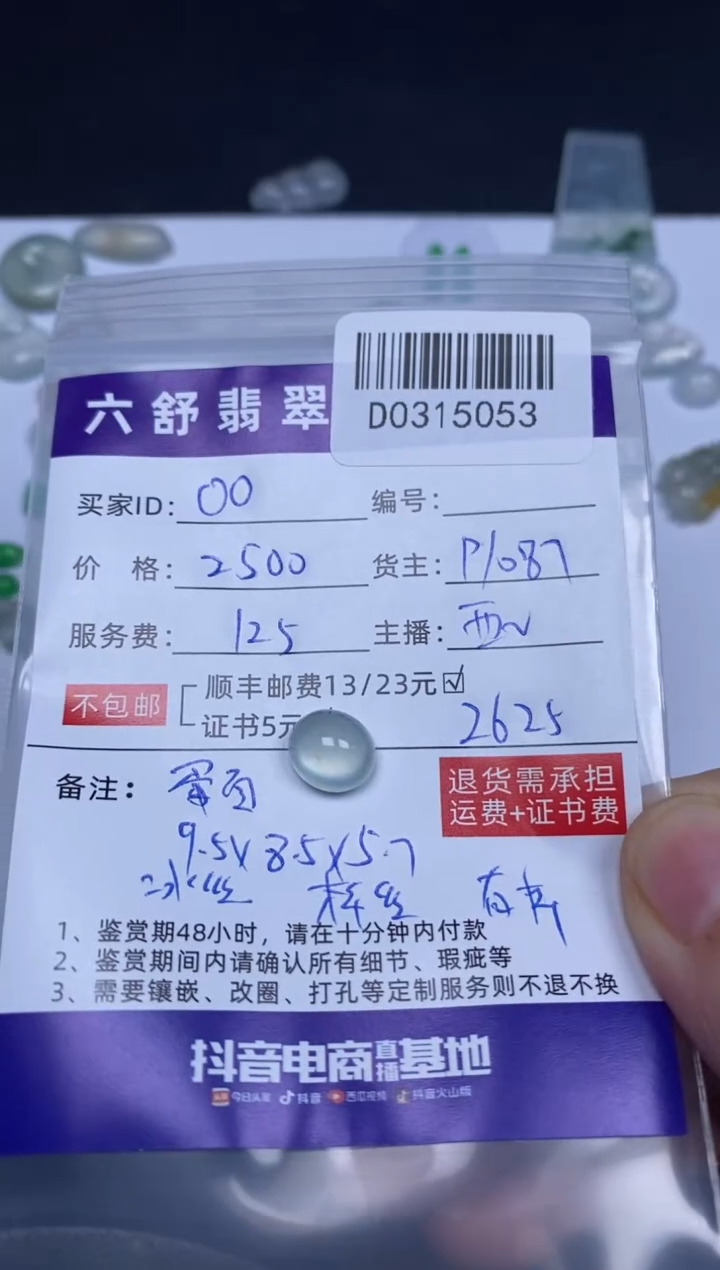 D0315053
六舒翡翠
买家ID: 00 编号:
价 格: 2500 货主: P1087
服务费: 125 主播:
不包邮 顺丰邮费13/23元☑
证书5元 2625
备注: 蛋面
退货需承担
运费+证书费
9.5X8.5X5.7
1、鉴赏期48小时，请在十分钟内付款
2、鉴赏期间内请确认所有细节、瑕疵等
3、需要镶嵌、改圈、打孔等定制服务则不退不换
抖音电商直播基地
今日头条 抖音 西瓜视频 抖音火山版